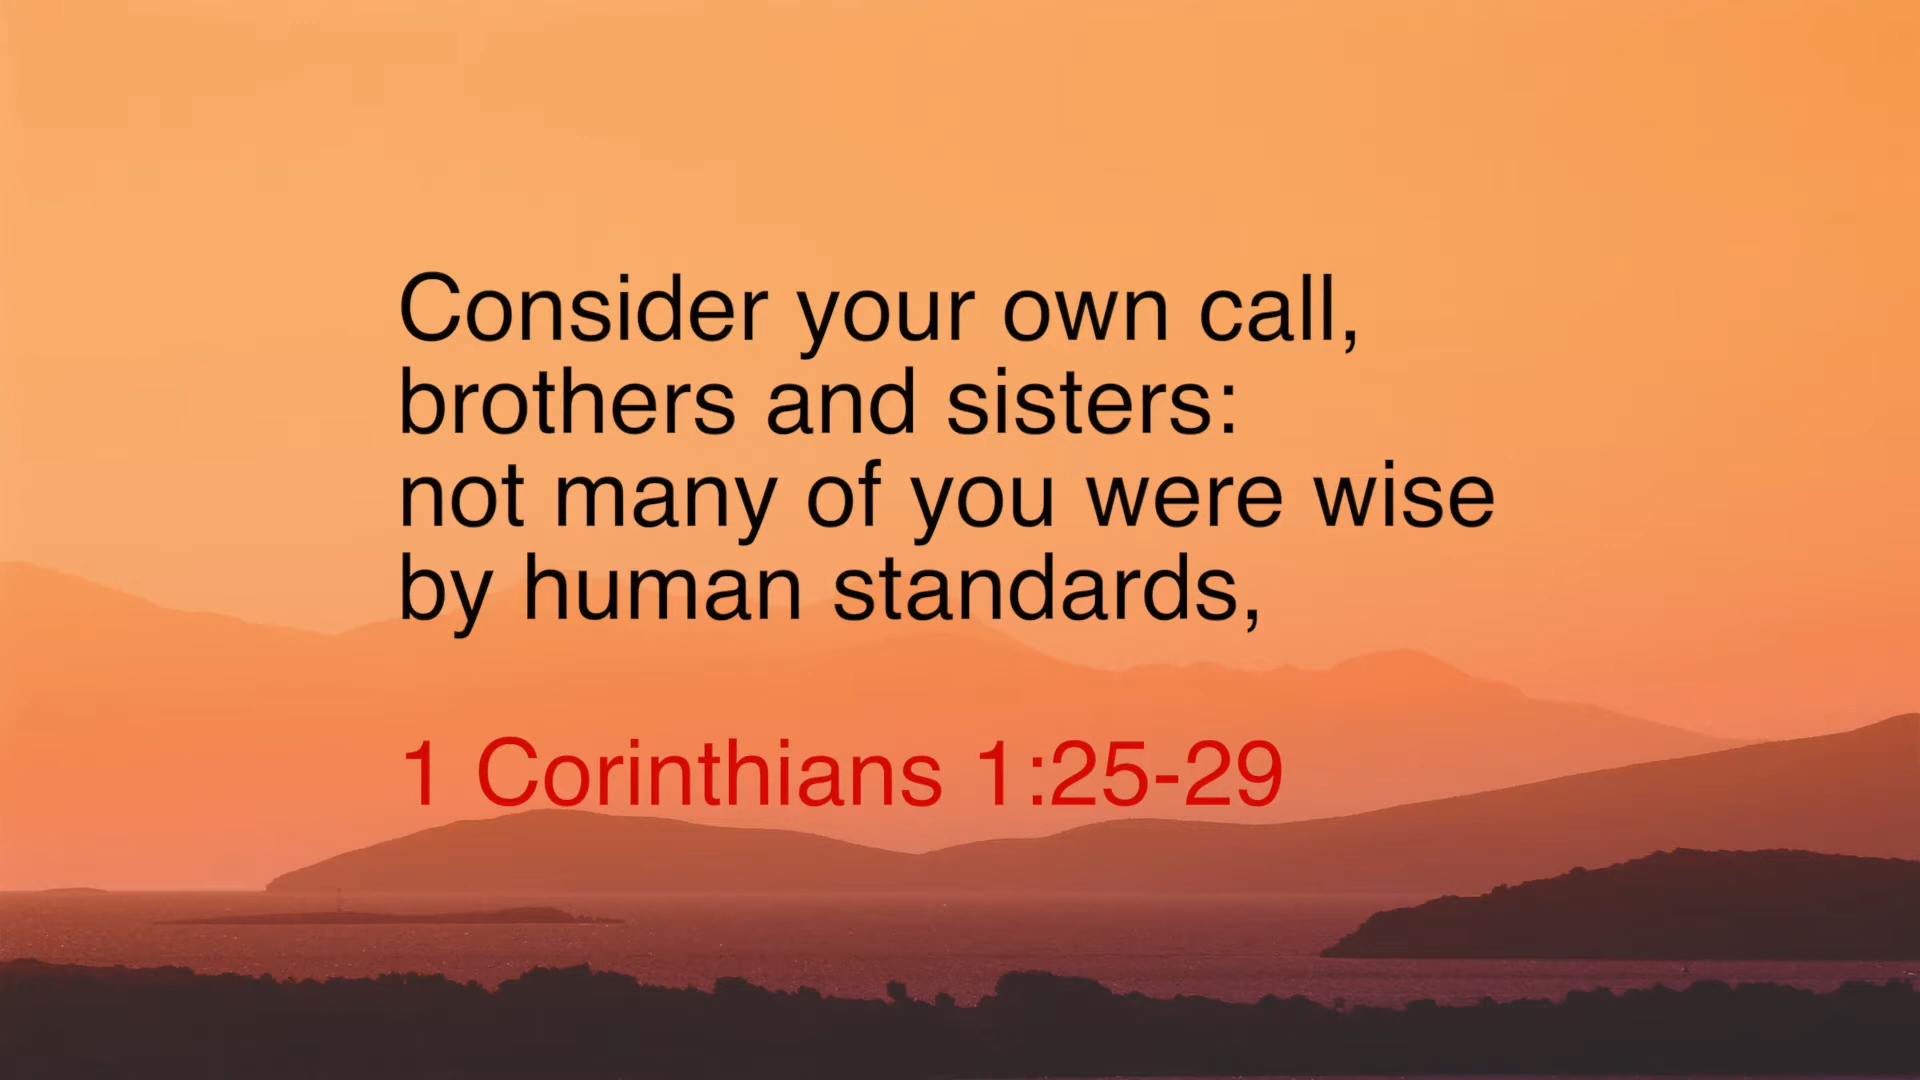 Consider your own call,
brothers and sisters:
not many of you were wise
by human standards,
1 Corinthians 1:25-29